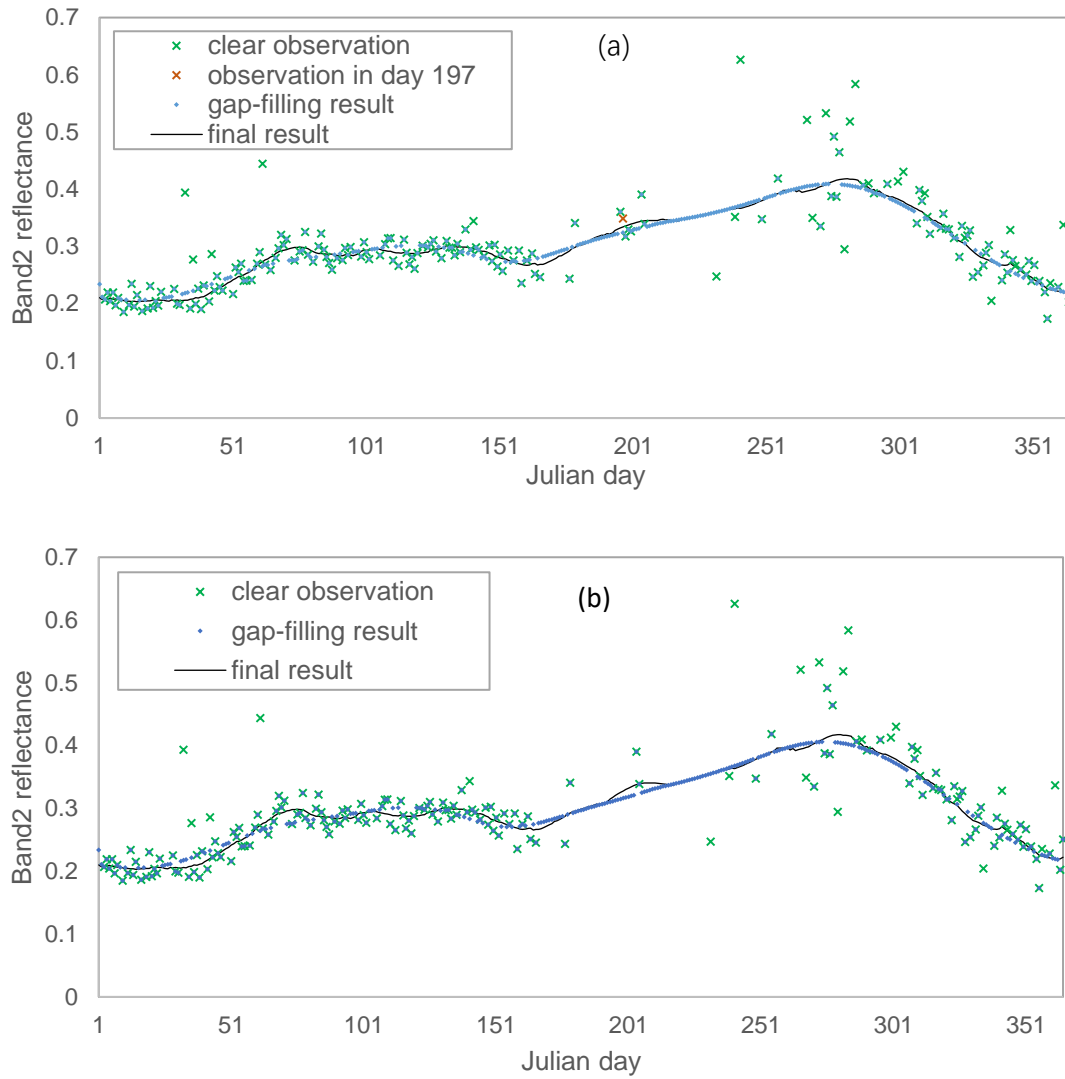 0.7
0.6
0.5
0.4
0.3
0.2
0.1
0
Band2 reflectance
(a)
clear observation
observation in day 197
gap-filling result
final result
1 51 101 151 201 251 301 351
Julian day
0.7
0.6
0.5
0.4
0.3
0.2
0.1
0
Band2 reflectance
(b)
clear observation
gap-filling result
final result
1 51 101 151 201 251 301 351
Julian day